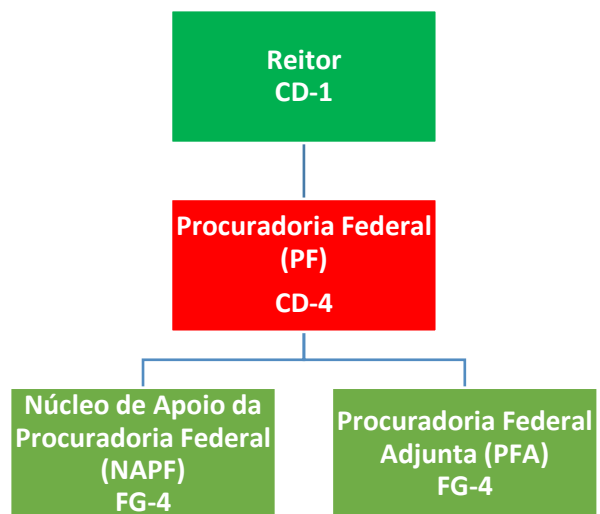 Reitor
CD-1
Procuradoria Federal
(PF)
CD-4
Núcleo de Apoio da
Procuradoria Federal
(NAPF)
FG-4
Procuradoria Federal
Adjunta (PFA)
FG-4